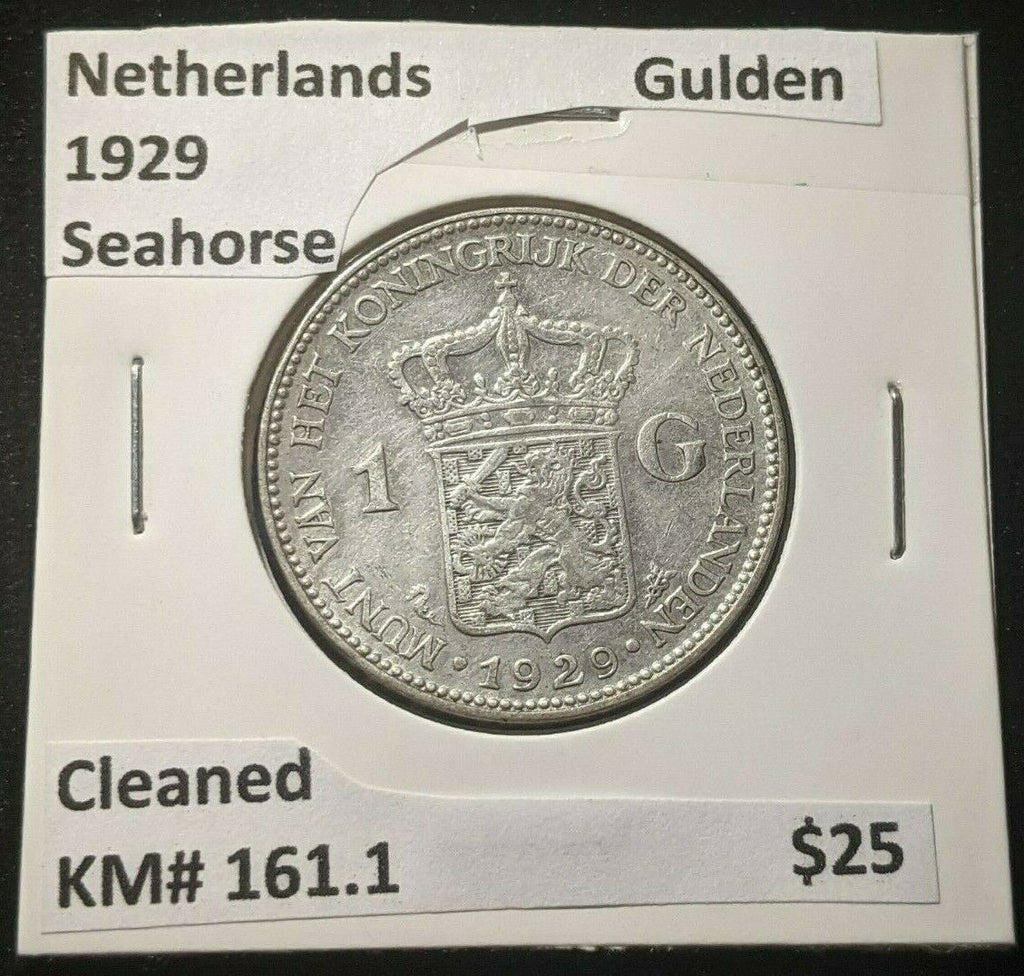 Netherlands Gulden
1929
Seahorse
MUNT VAN HET KONINGRIJK DER NEDERLANDEN
1 G
· 1929 ·
Cleaned
KM# 161.1 $25